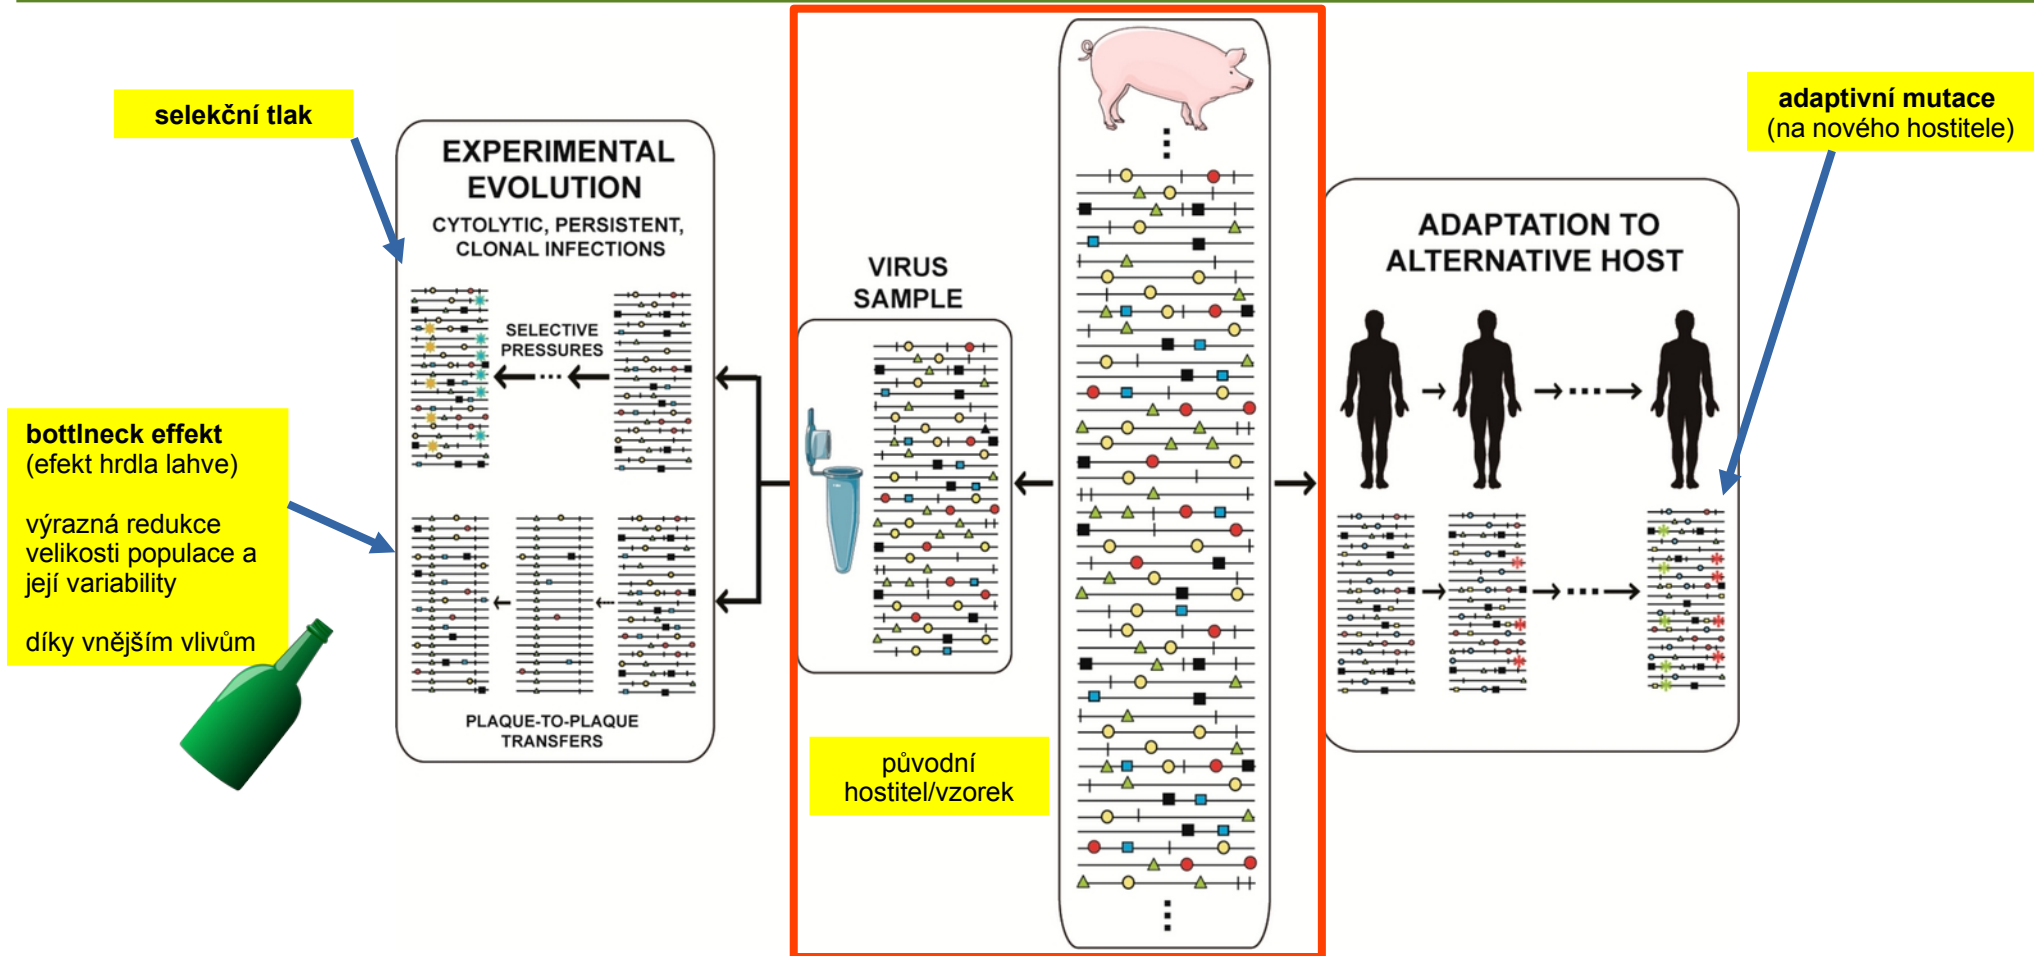 selekční tlak
EXPERIMENTAL
EVOLUTION
CYTOLYTIC, PERSISTENT,
CLONAL INFECTIONS
SELECTIVE
PRESSURES
bottlneck effekt
(efekt hrdla lahve)
výrazná redukce
velikosti populace a
její variability
díky vnějším vlivům
PLAQUE-TO-PLAQUE
TRANSFERS
VIRUS
SAMPLE
původní
hostitel/vzorek
adaptivní mutace
(na nového hostitele)
ADAPTATION TO
ALTERNATIVE HOST